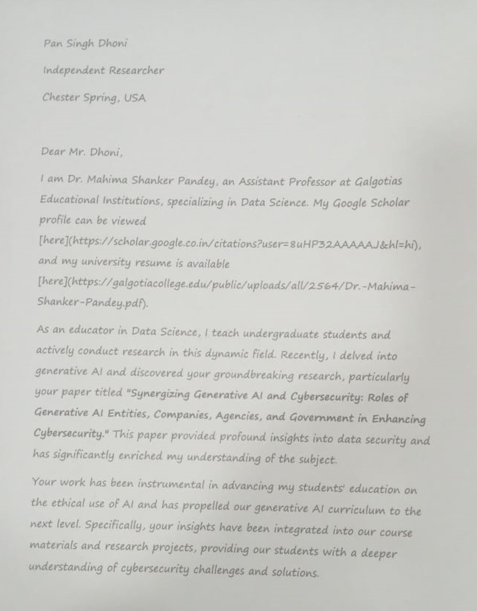 Pan Singh Dhoni
Independent Researcher
Chester Spring, USA
Dear Mr. Dhoni,
I am Dr. Mahima Shanker Pandey, an Assistant Professor at Galgotias
Educational Institutions, specializing in Data Science. My Google Scholar
profile can be viewed
[here](https://scholar.google.co.in/citations?user=8uHP32AAAAAJ&hl=hi),
and my university resume is available
[here](https://galgotiacollege.edu/public/uploads/all/2564/Dr.-Mahima-
Shanker-Pandey.pdf).
As an educator in Data Science, I teach undergraduate students and
actively conduct research in this dynamic field. Recently, I delved into
generative AI and discovered your groundbreaking research, particularly
your paper titled "Synergizing Generative AI and Cybersecurity: Roles of
Generative AI Entities, Companies, Agencies, and Government in Enhancing
Cybersecurity." This paper provided profound insights into data security and
has significantly enriched my understanding of the subject.
Your work has been instrumental in advancing my students' education on
the ethical use of AI and has propelled our generative AI curriculum to the
next level. Specifically, your insights have been integrated into our course
materials and research projects, providing our students with a deeper
understanding of cybersecurity challenges and solutions.